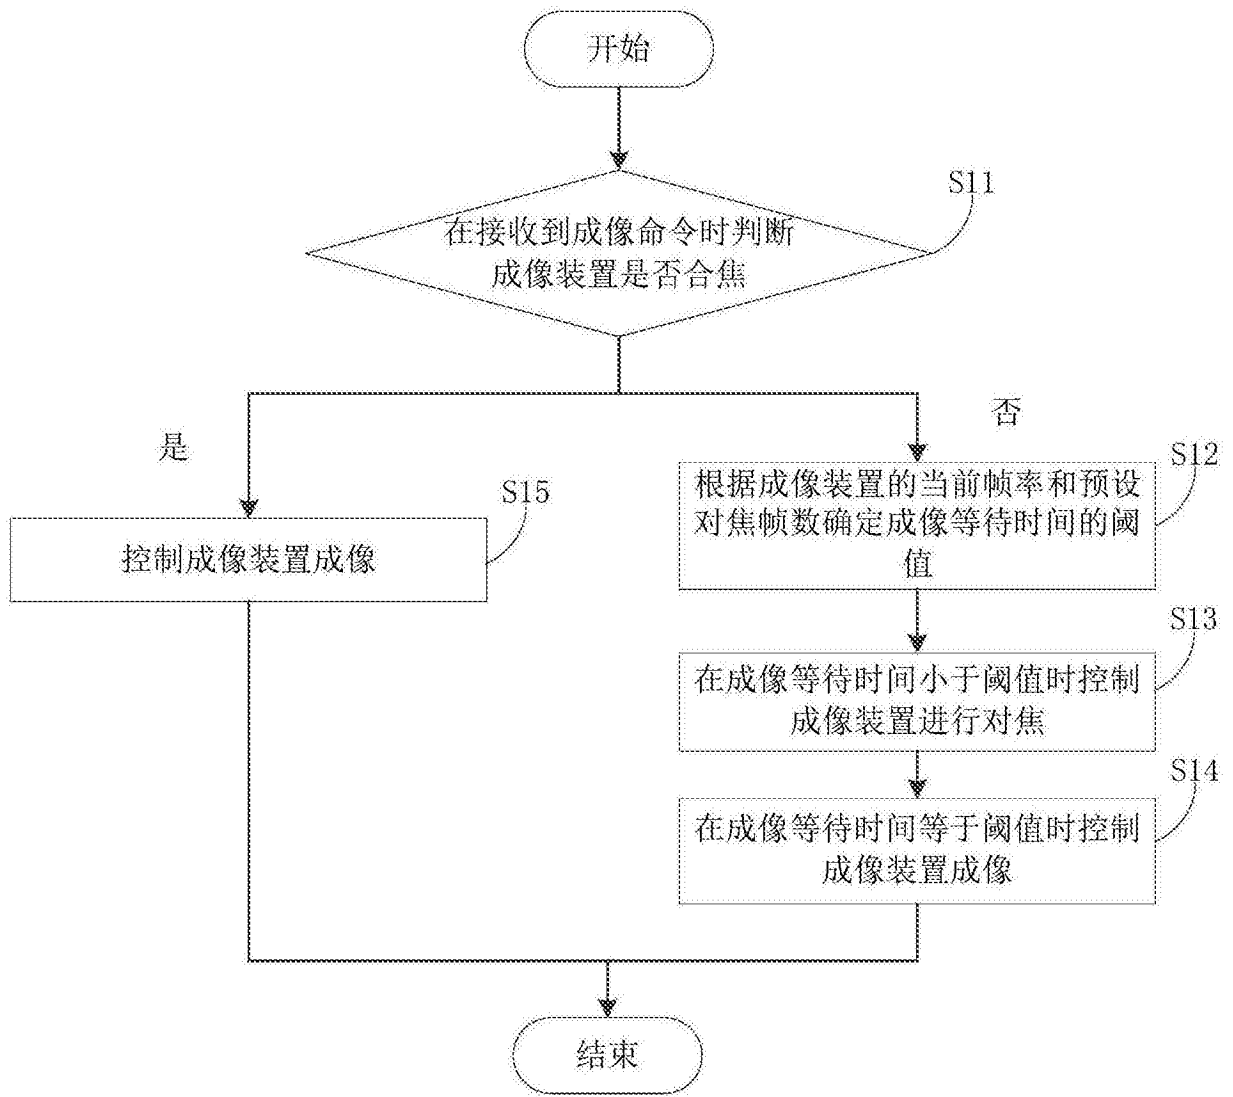 开始
S11
在接收到成像命令时判断
成像装置是否合焦
是
否
S15
控制成像装置成像
S12
根据成像装置的当前帧率和预设
对焦帧数确定成像等待时间的阈
值
S13
在成像等待时间小于阈值时控制
成像装置进行对焦
S14
在成像等待时间等于阈值时控制
成像装置成像
结束